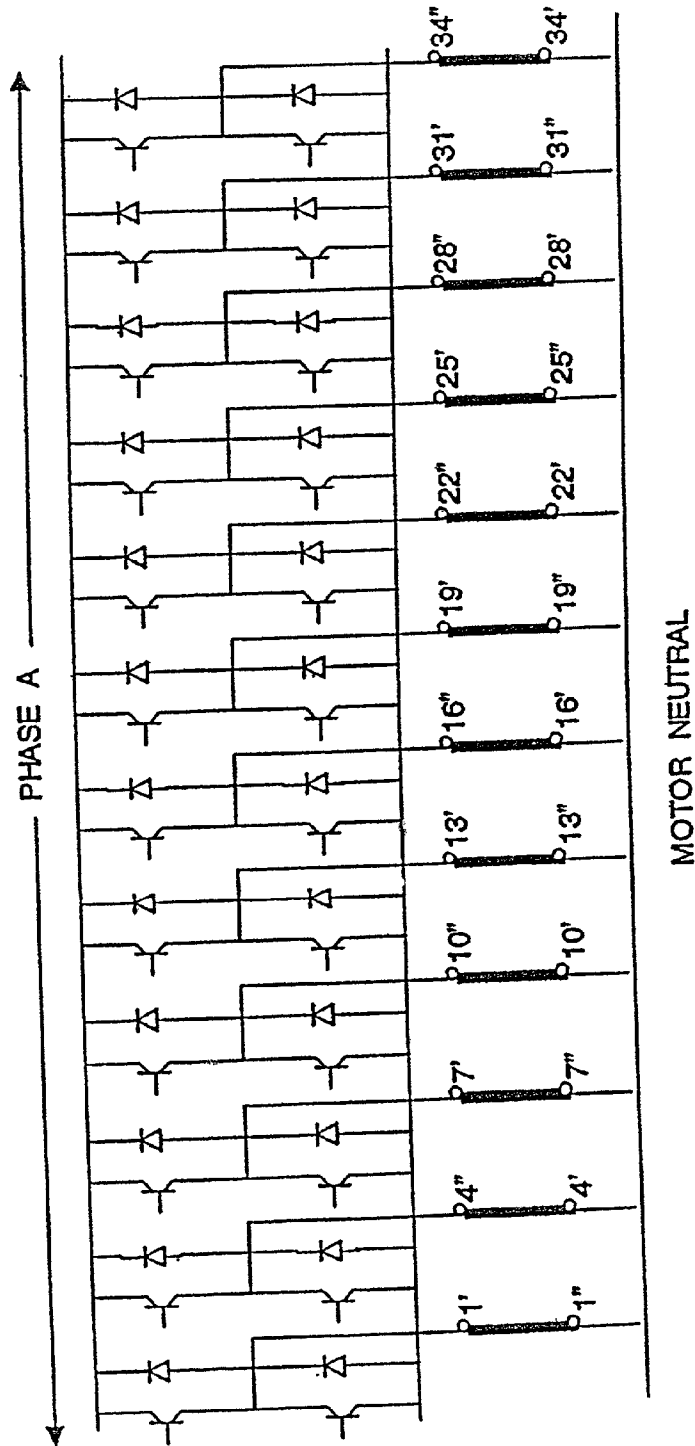 PHASE A
1' 4" 7' 10" 13' 16" 19' 22" 25' 28" 31' 34"
1" 4' 7" 10' 13" 16' 19" 22' 25" 28' 31" 34'
MOTOR NEUTRAL